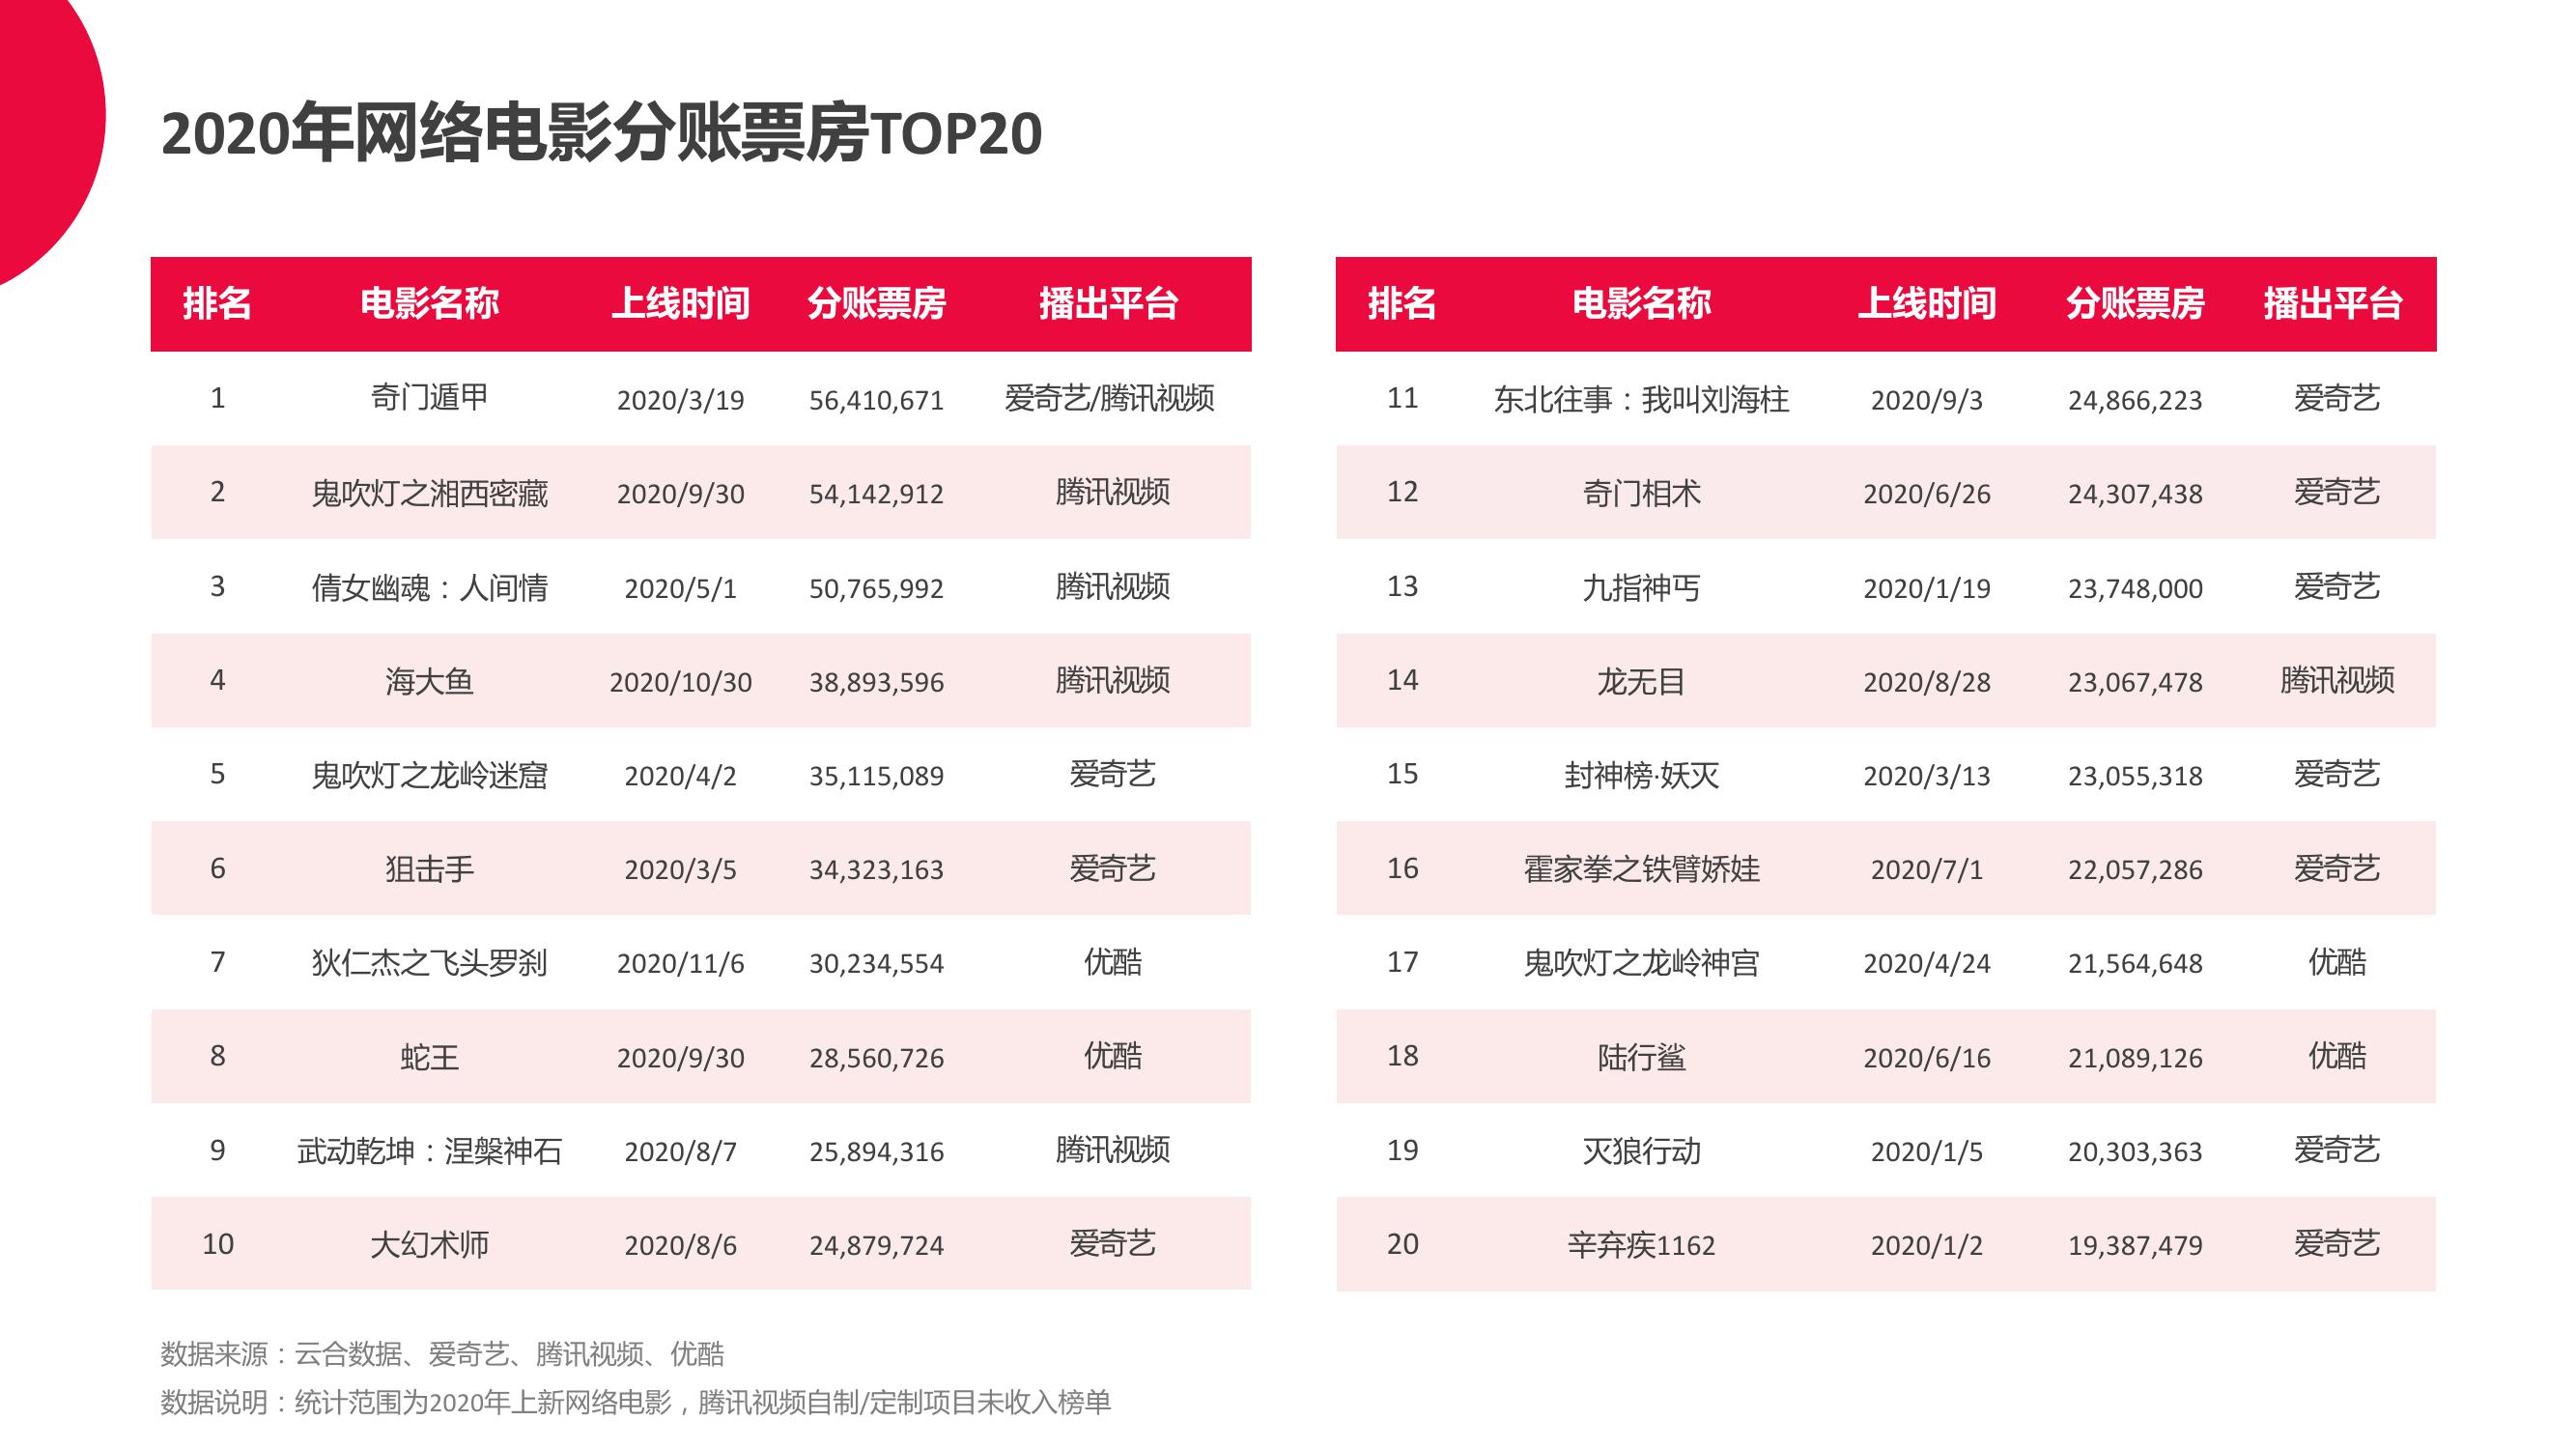 2020年网络电影分账票房TOP20
排名 电影名称 上线时间 分账票房 播出平台
1 奇门遁甲 2020/3/19 56,410,671 爱奇艺/腾讯视频
2 鬼吹灯之湘西密藏 2020/9/30 54,142,912 腾讯视频
3 倩女幽魂：人间情 2020/5/1 50,765,992 腾讯视频
4 海大鱼 2020/10/30 38,893,596 腾讯视频
5 鬼吹灯之龙岭迷窟 2020/4/2 35,115,089 爱奇艺
6 狙击手 2020/3/5 34,323,163 爱奇艺
7 狄仁杰之飞头罗刹 2020/11/6 30,234,554 优酷
8 蛇王 2020/9/30 28,560,726 优酷
9 武动乾坤：涅槃神石 2020/8/7 25,894,316 腾讯视频
10 大幻术师 2020/8/6 24,879,724 爱奇艺
排名 电影名称 上线时间 分账票房 播出平台
11 东北往事：我叫刘海柱 2020/9/3 24,866,223 爱奇艺
12 奇门相术 2020/6/26 24,307,438 爱奇艺
13 九指神丐 2020/1/19 23,748,000 爱奇艺
14 龙无目 2020/8/28 23,067,478 腾讯视频
15 封神榜·妖灭 2020/3/13 23,055,318 爱奇艺
16 霍家拳之铁臂娇娃 2020/7/1 22,057,286 爱奇艺
17 鬼吹灯之龙岭神宫 2020/4/24 21,564,648 优酷
18 陆行鲨 2020/6/16 21,089,126 优酷
19 灭狼行动 2020/1/5 20,303,363 爱奇艺
20 辛弃疾1162 2020/1/2 19,387,479 爱奇艺
数据来源：云合数据、爱奇艺、腾讯视频、优酷
数据说明：统计范围为2020年上新网络电影，腾讯视频自制/定制项目未收入榜单